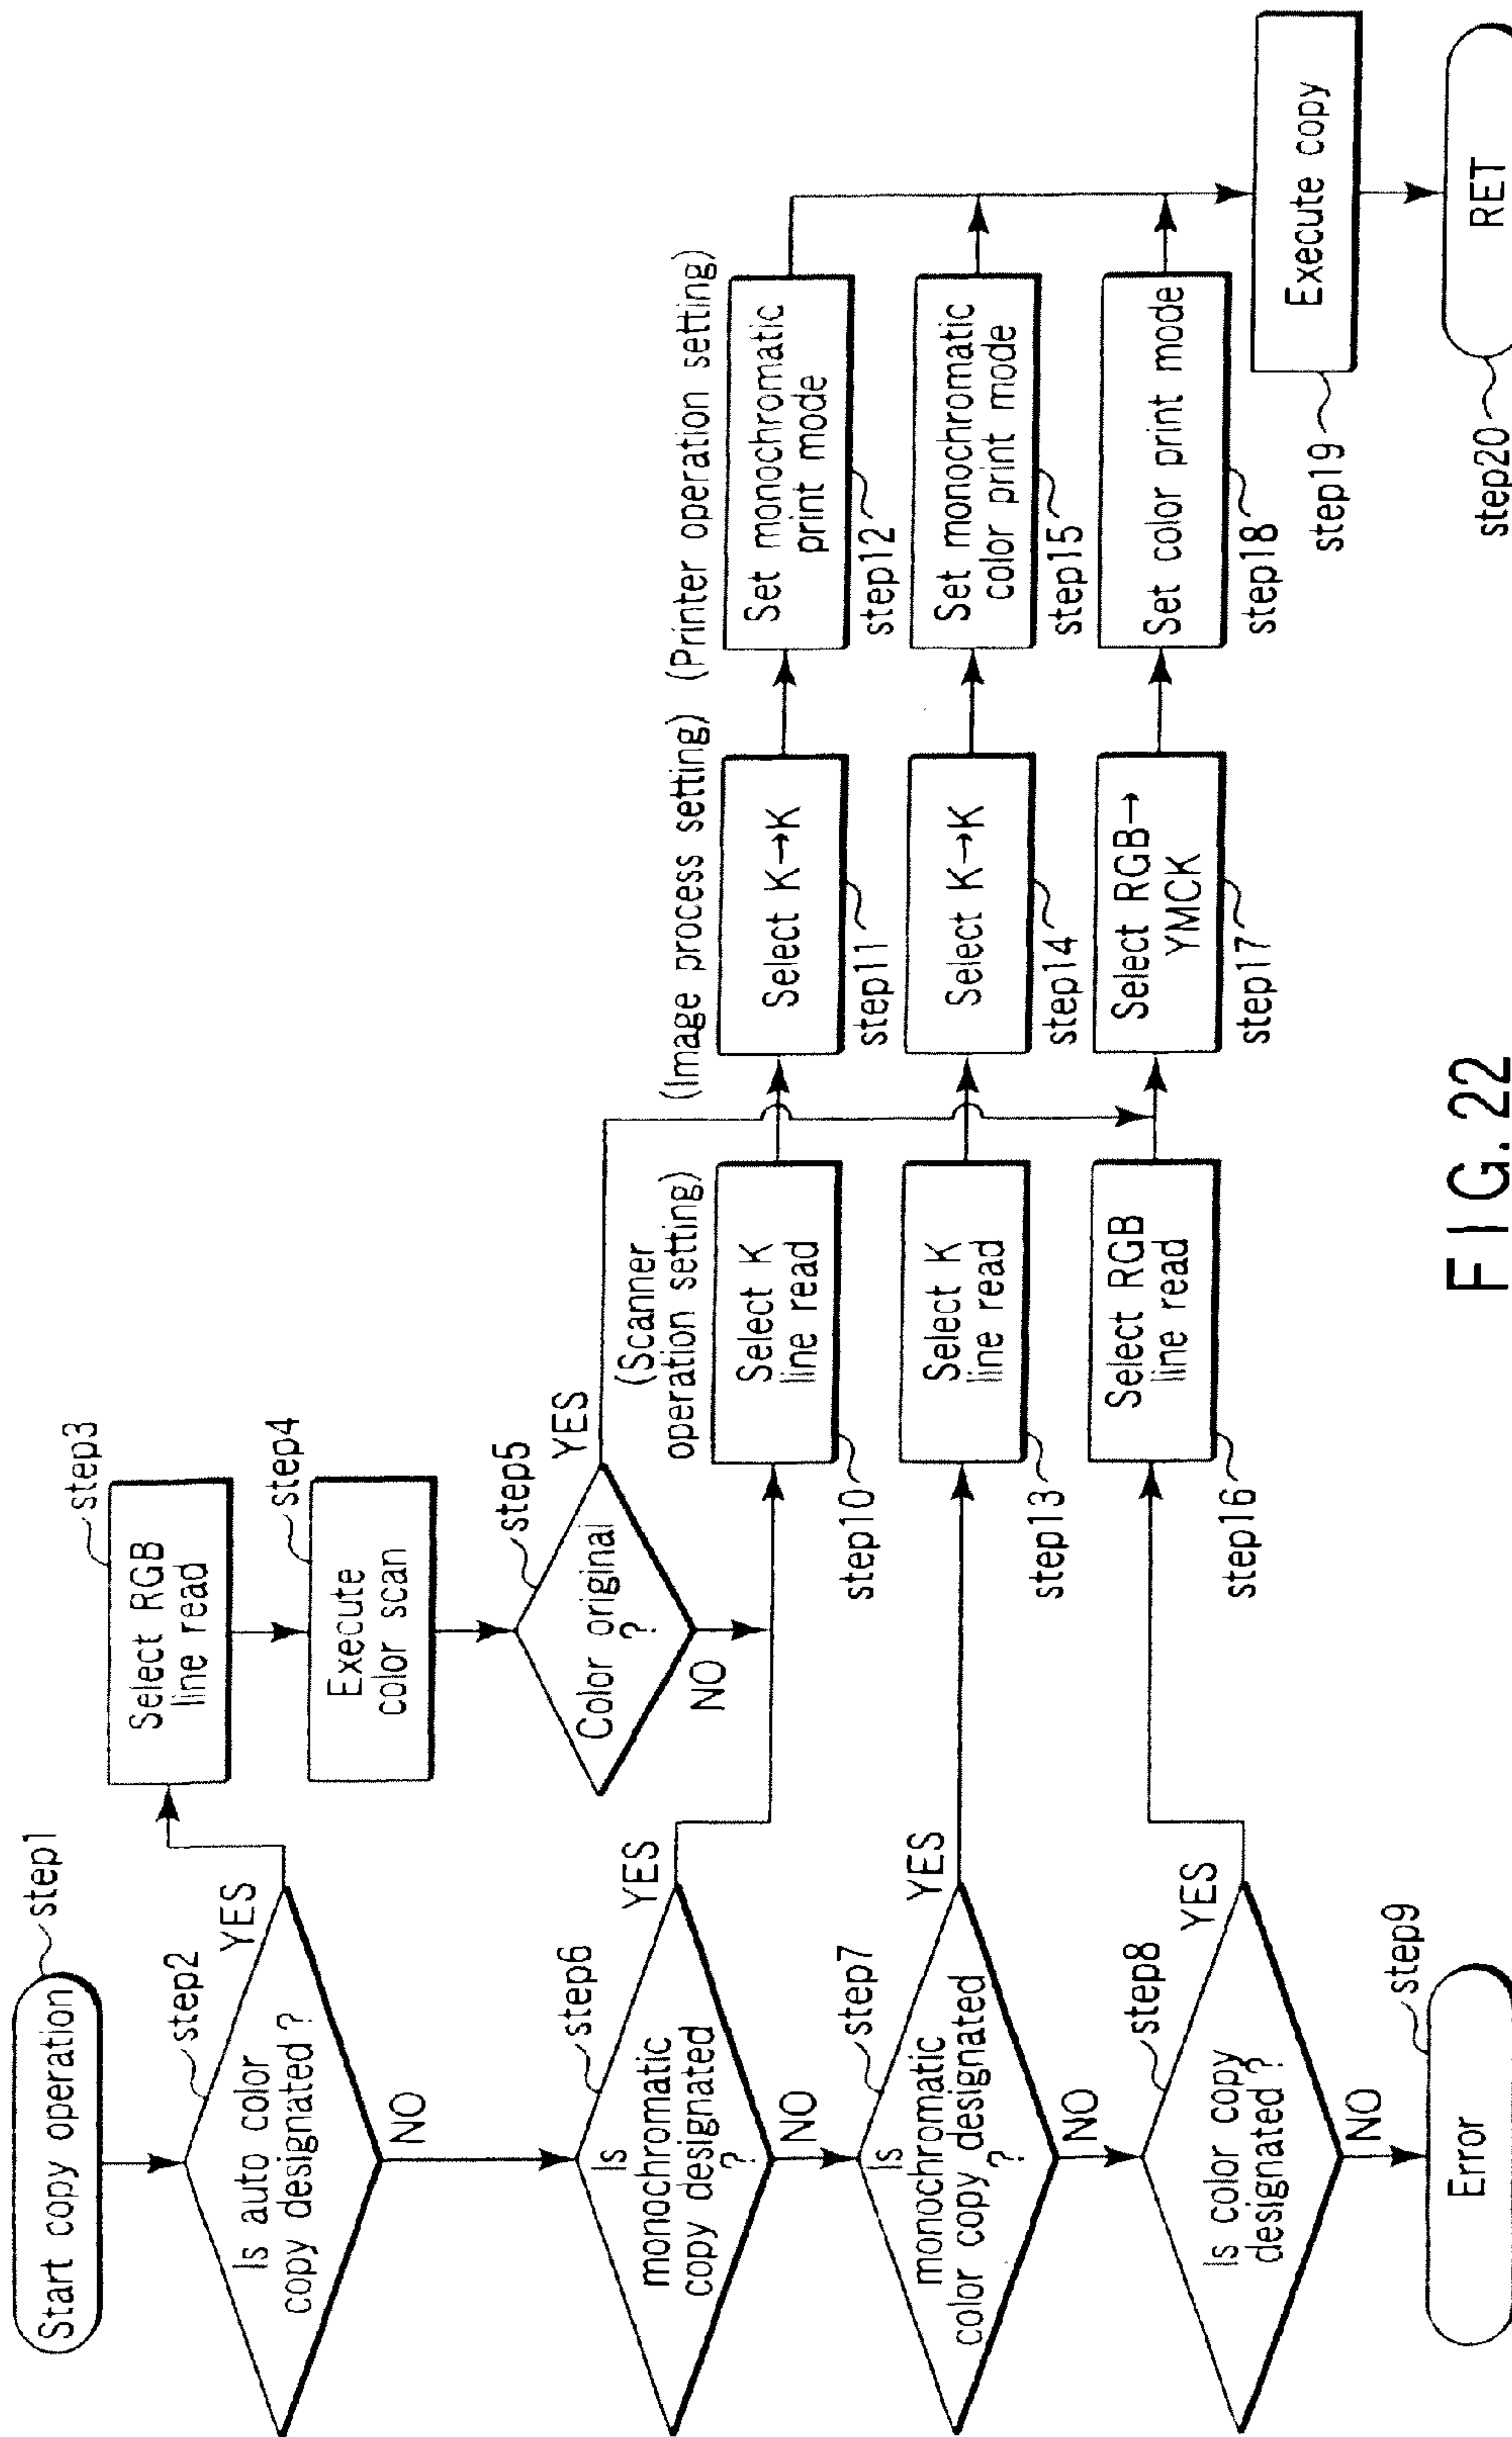 Start copy operation
step1
Is auto color
copy designated ?
step2
YES
NO
Select RGB
line read
step3
Execute
color scan
step4
Color original
?
step5
YES
NO
Is
monochromatic
copy designated
?
step6
YES
NO
Is
monochromatic
color copy designated
?
step7
YES
NO
Is color copy
designated ?
step8
YES
NO
Error
step9
(Scanner
operation setting)
(Image process setting)
(Printer operation setting)
Select K
line read
step10
Select K→K
step11
Set monochromatic
print mode
step12
Select K
line read
step13
Select K→K
step14
Set monochromatic
color print mode
step15
Select RGB
line read
step16
Select RGB→
YMCK
step17
Set color print mode
step18
Execute copy
step19
RET
step20
FIG. 22